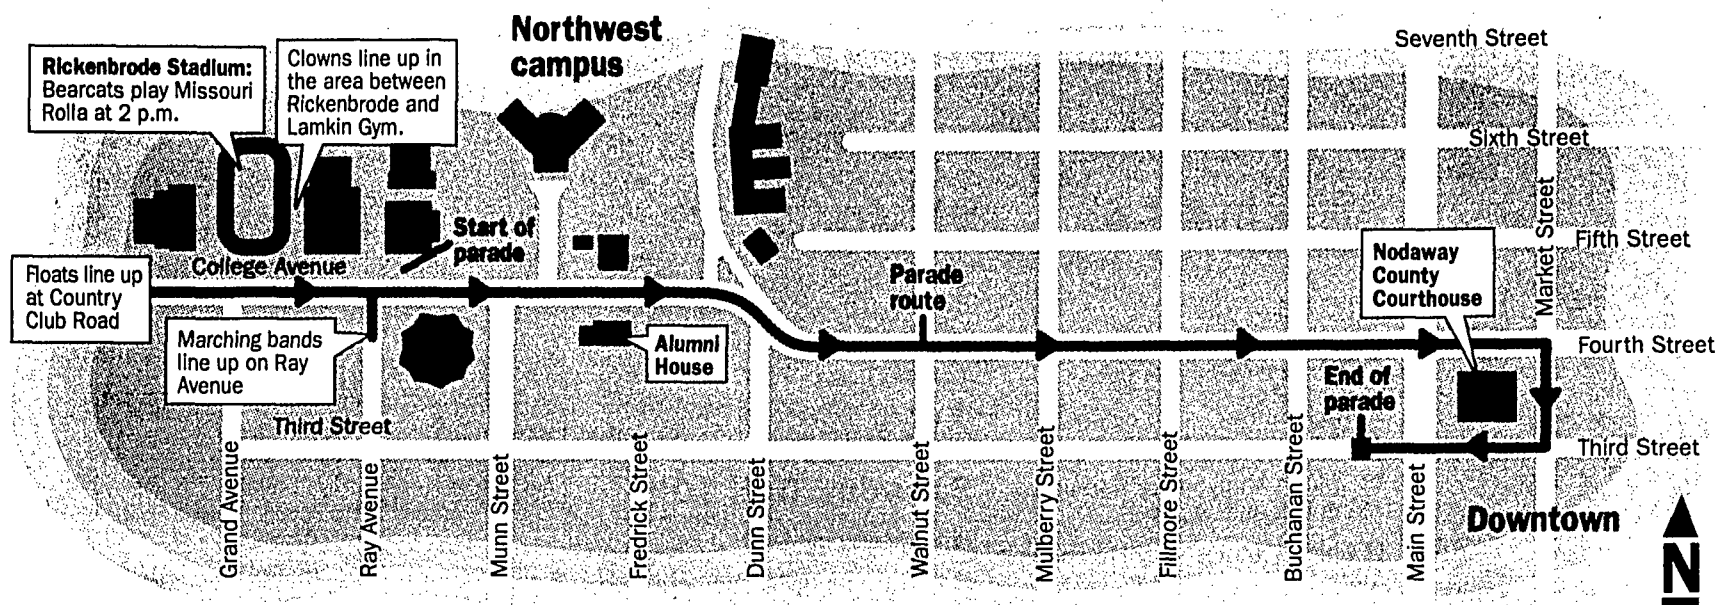 Northwest
campus
Rickenbrode Stadium:
Bearcats play Missouri
Rolla at 2 p.m.
Clowns line up in
the area between
Rickenbrode and
Lamkin Gym.
Seventh Street
Sixth Street
Market Street
Fifth Street
Start of
parade
College Avenue
Floats line up
at Country
Club Road
Parade
route
Nodaway
County
Courthouse
Marching bands
line up on Ray
Avenue
Alumni
House
Fourth Street
End of
parade
Third Street
Third Street
Grand Avenue
Ray Avenue
Munn Street
Fredrick Street
Dunn Street
Walnut Street
Mulberry Street
Fillmore Street
Buchanan Street
Main Street
Downtown
N